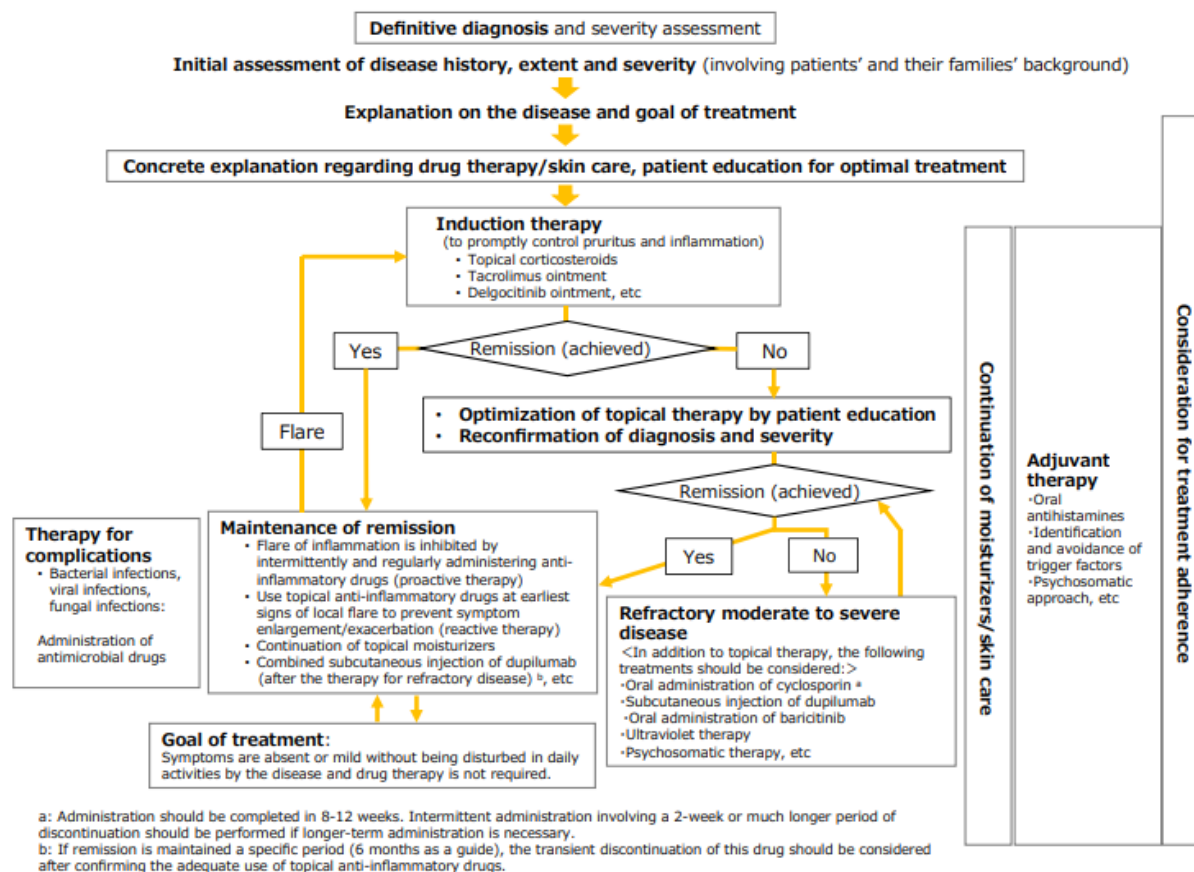 Definitive diagnosis and severity assessment
Initial assessment of disease history, extent and severity (involving patients’ and their families’ background)
Explanation on the disease and goal of treatment
Concrete explanation regarding drug therapy/skin care, patient education for optimal treatment
Induction therapy
(to promptly control pruritus and inflammation)
• Topical corticosteroids
• Tacrolimus ointment
• Delgocitinib ointment, etc
Remission (achieved)
Yes
No
Flare
• Optimization of topical therapy by patient education
• Reconfirmation of diagnosis and severity
Remission (achieved)
Yes
No
Therapy for
complications
• Bacterial infections,
viral infections,
fungal infections:
Administration of
antimicrobial drugs
Maintenance of remission
• Flare of inflammation is inhibited by
intermittently and regularly administering anti-
inflammatory drugs (proactive therapy)
• Use topical anti-inflammatory drugs at earliest
signs of local flare to prevent symptom
enlargement/exacerbation (reactive therapy)
• Continuation of topical moisturizers
• Combined subcutaneous injection of dupilumab
(after the therapy for refractory disease) b, etc
Refractory moderate to severe
disease
<In addition to topical therapy, the following
treatments should be considered:>
·Oral administration of cyclosporin a
·Subcutaneous injection of dupilumab
·Oral administration of baricitinib
·Ultraviolet therapy
·Psychosomatic therapy, etc
Goal of treatment:
Symptoms are absent or mild without being disturbed in daily
activities by the disease and drug therapy is not required.
Continuation of moisturizers/ skin care
Adjuvant
therapy
·Oral
antihistamines
·Identification
and avoidance of
trigger factors
·Psychosomatic
approach, etc
Consideration for treatment adherence
a: Administration should be completed in 8-12 weeks. Intermittent administration involving a 2-week or much longer period of
discontinuation should be performed if longer-term administration is necessary.
b: If remission is maintained a specific period (6 months as a guide), the transient discontinuation of this drug should be considered
after confirming the adequate use of topical anti-inflammatory drugs.